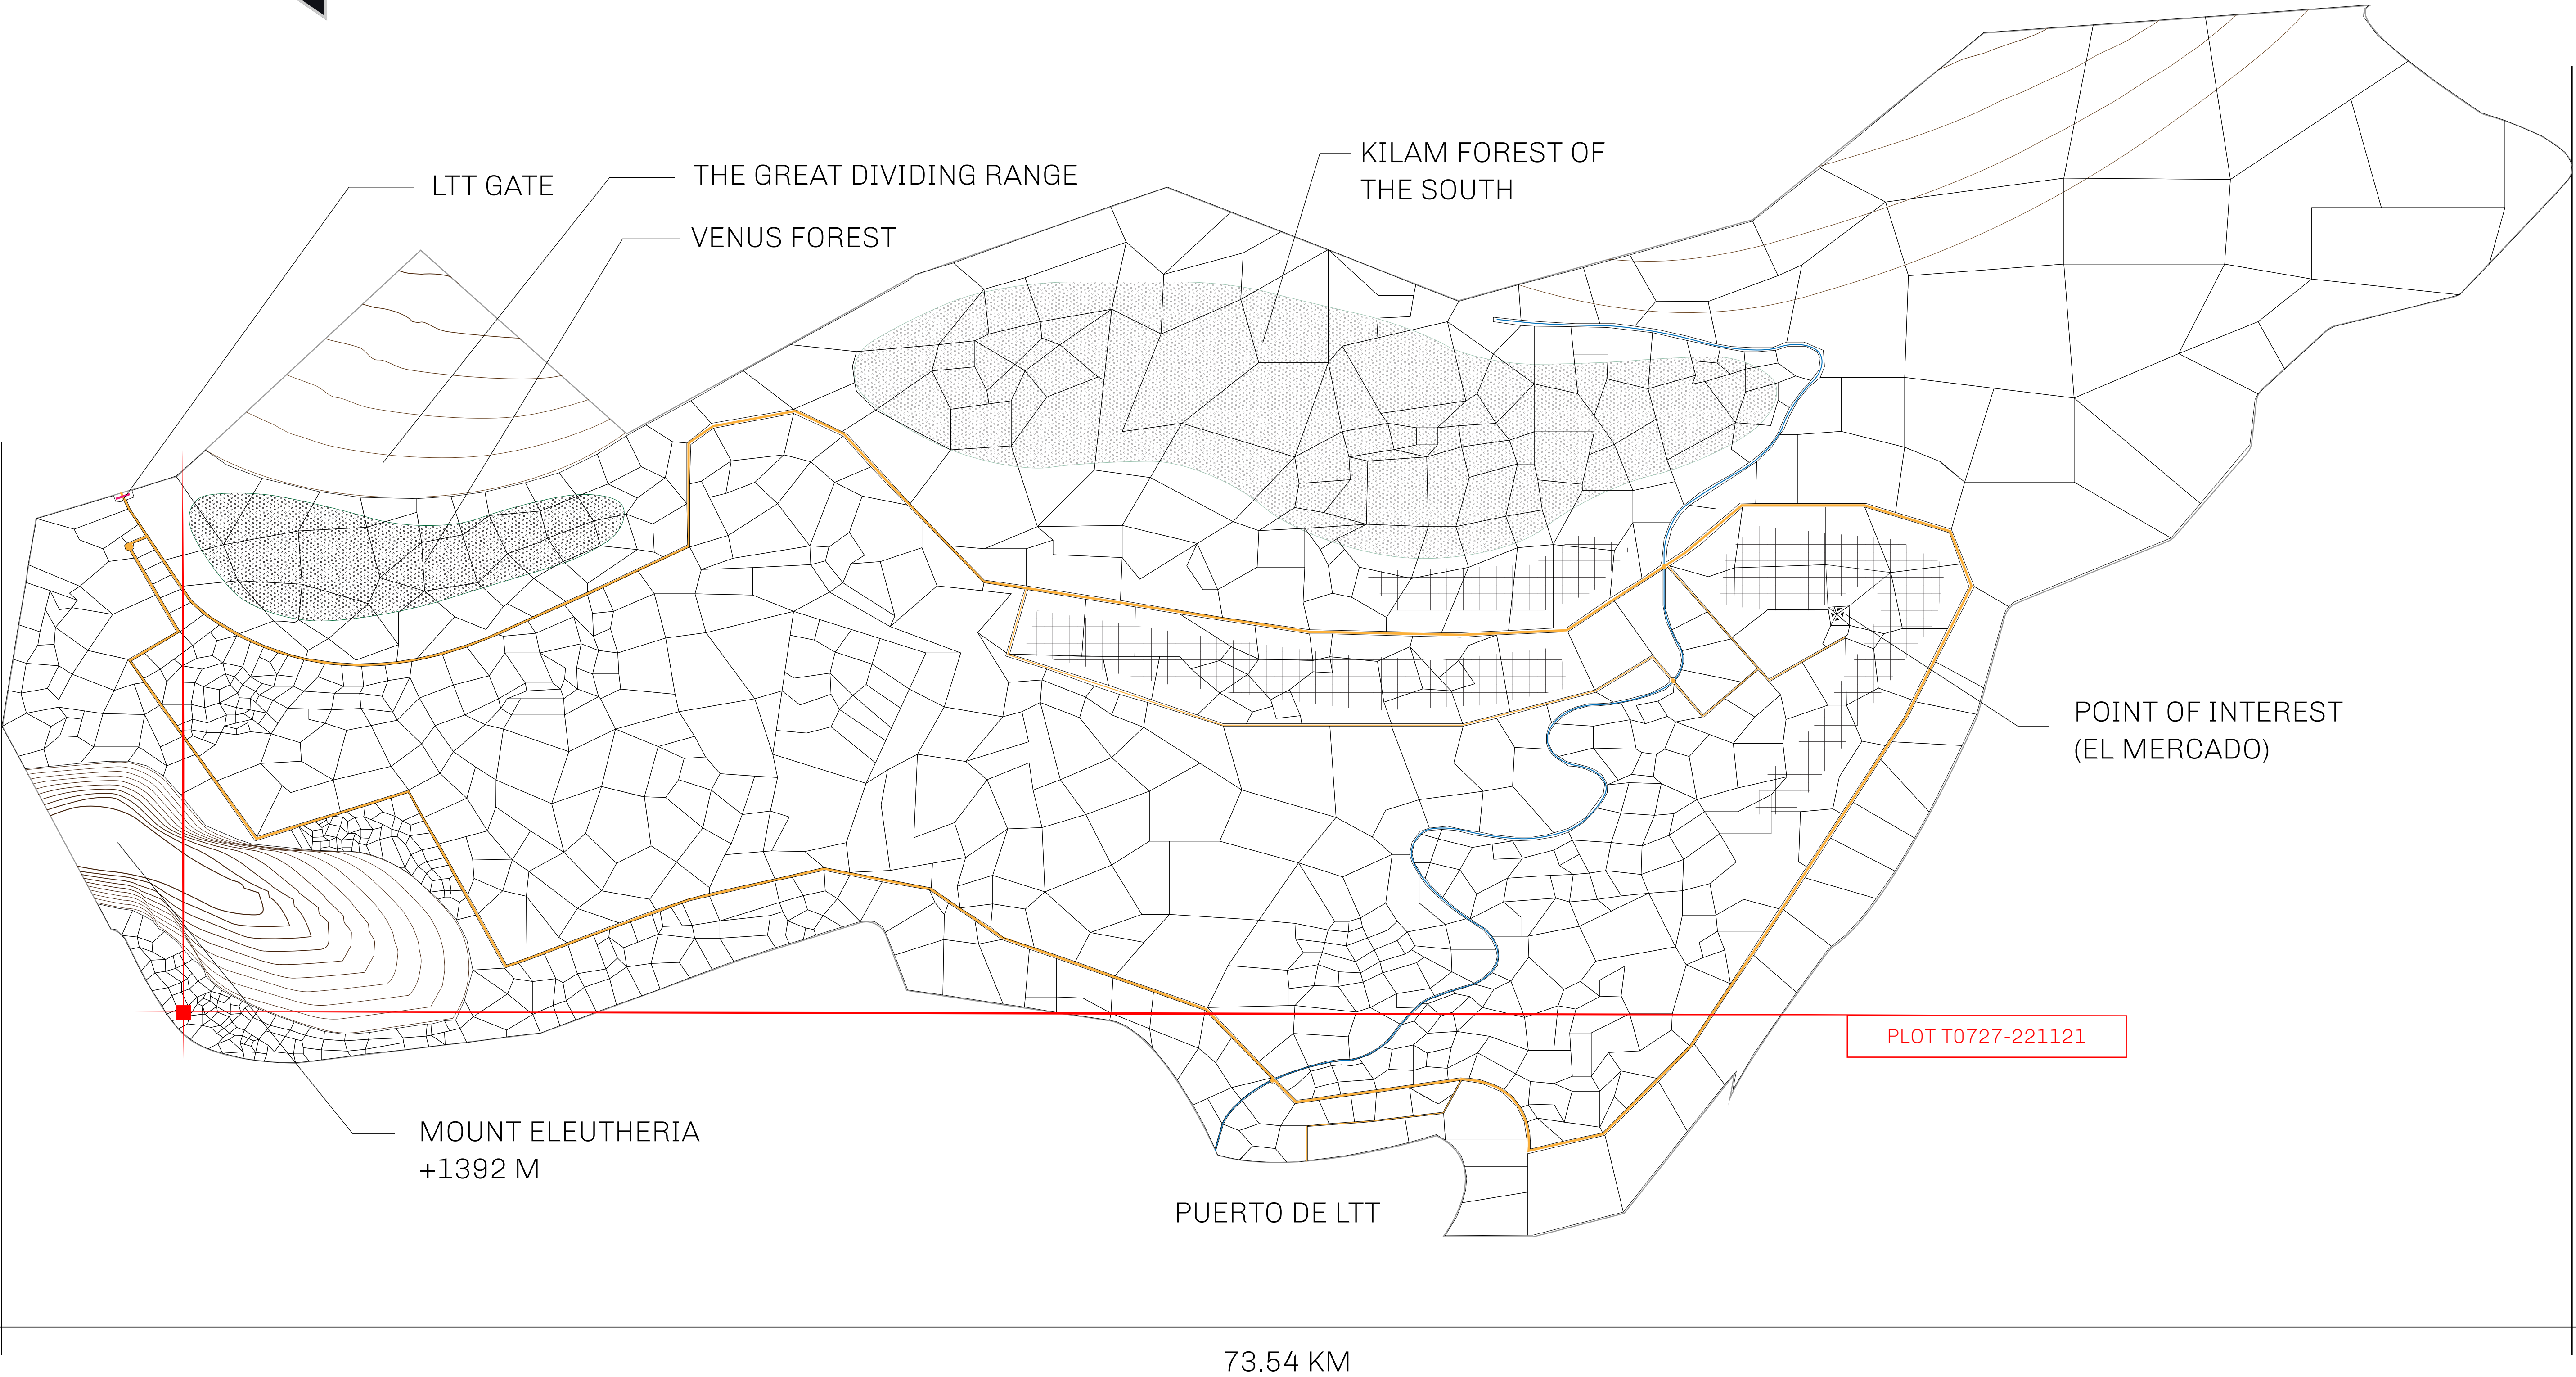 KILAM FOREST OF
THE SOUTH
LTT GATE
THE GREAT DIVIDING RANGE
VENUS FOREST
POINT OF INTEREST
(EL MERCADO)
PLOT T0727-221121
MOUNT ELEUTHERIA
+1392 M
PUERTO DE LTT
73.54 KM